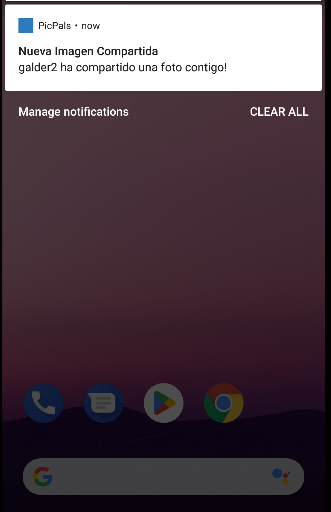 PicPals • now
Nueva Imagen Compartida
galder2 ha compartido una foto contigo!
Manage notifications
CLEAR ALL
G